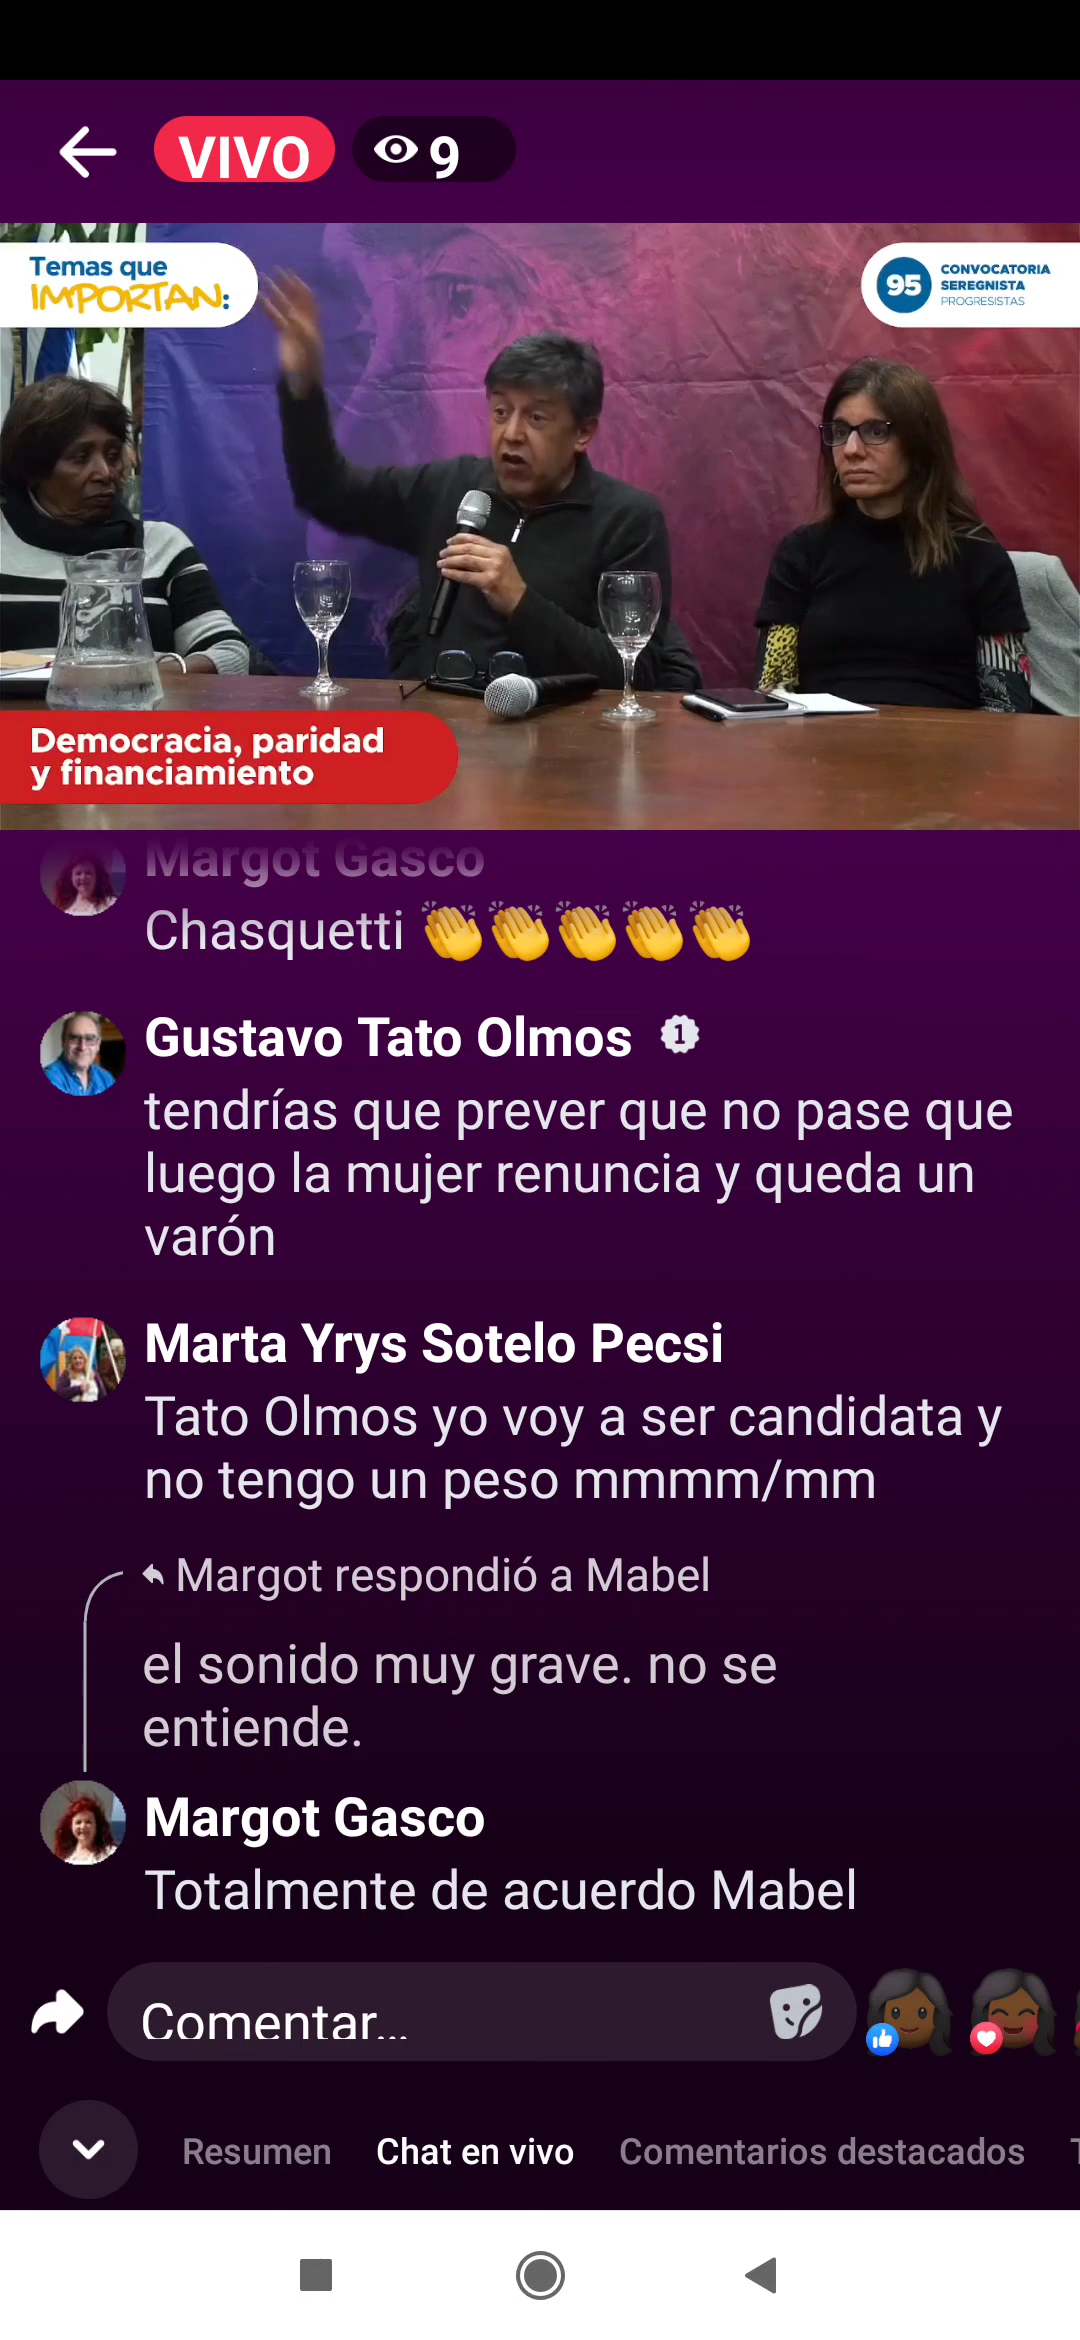 VIVO
9
Temas que
IMPORTAN:
95
CONVOCATORIA
SEREGNISTA
PROGRESISTAS
Democracia, paridad
y financiamiento
Margot Gasco
Chasquetti 👏👏👏👏👏
Gustavo Tato Olmos 1
tendrías que prever que no pase que
luego la mujer renuncia y queda un
varón
Marta Yrys Sotelo Pecsi
Tato Olmos yo voy a ser candidata y
no tengo un peso mmmm/mm
Margot respondió a Mabel
el sonido muy grave. no se
entiende.
Margot Gasco
Totalmente de acuerdo Mabel
Comentar...
Resumen Chat en vivo Comentarios destacados